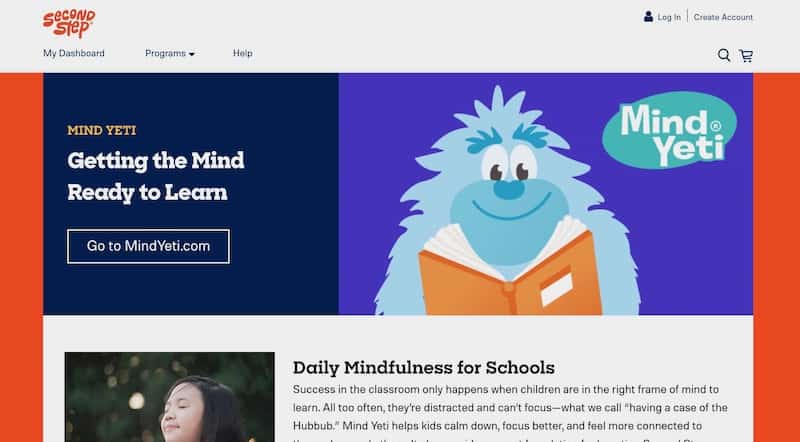 SECOND
STEP®
Log In
Create Account
My Dashboard
Programs
Help
MIND YETI
Getting the Mind
Ready to Learn
Go to MindYeti.com
Mind®
Yeti
Daily Mindfulness for Schools
Success in the classroom only happens when children are in the right frame of mind to
learn. All too often, they're distracted and can't focus—what we call “having a case of the
Hubbub.” Mind Yeti helps kids calm down, focus better, and feel more connected to